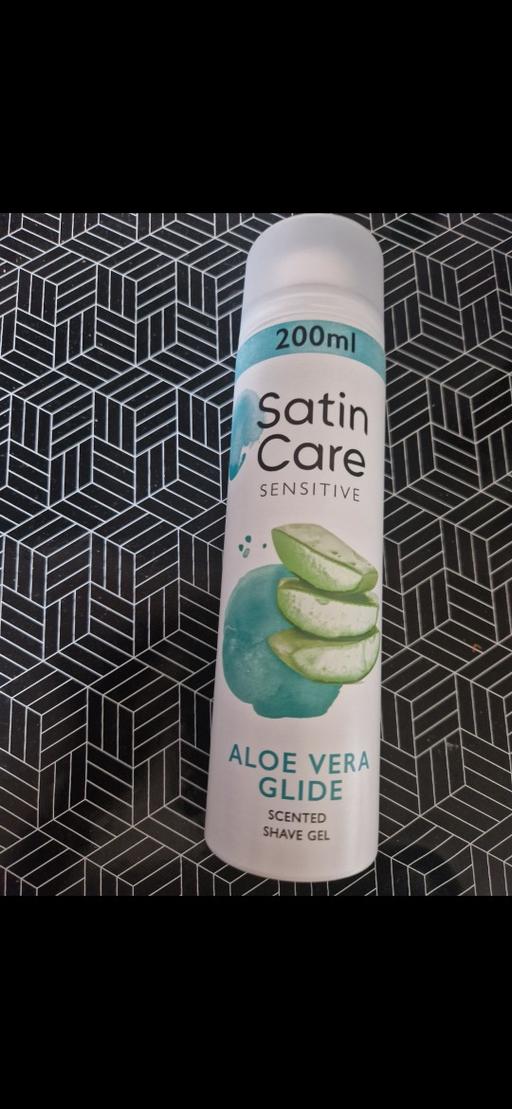 200ml
Satin
Care
SENSITIVE
ALOE VERA
GLIDE
SCENTED
SHAVE GEL